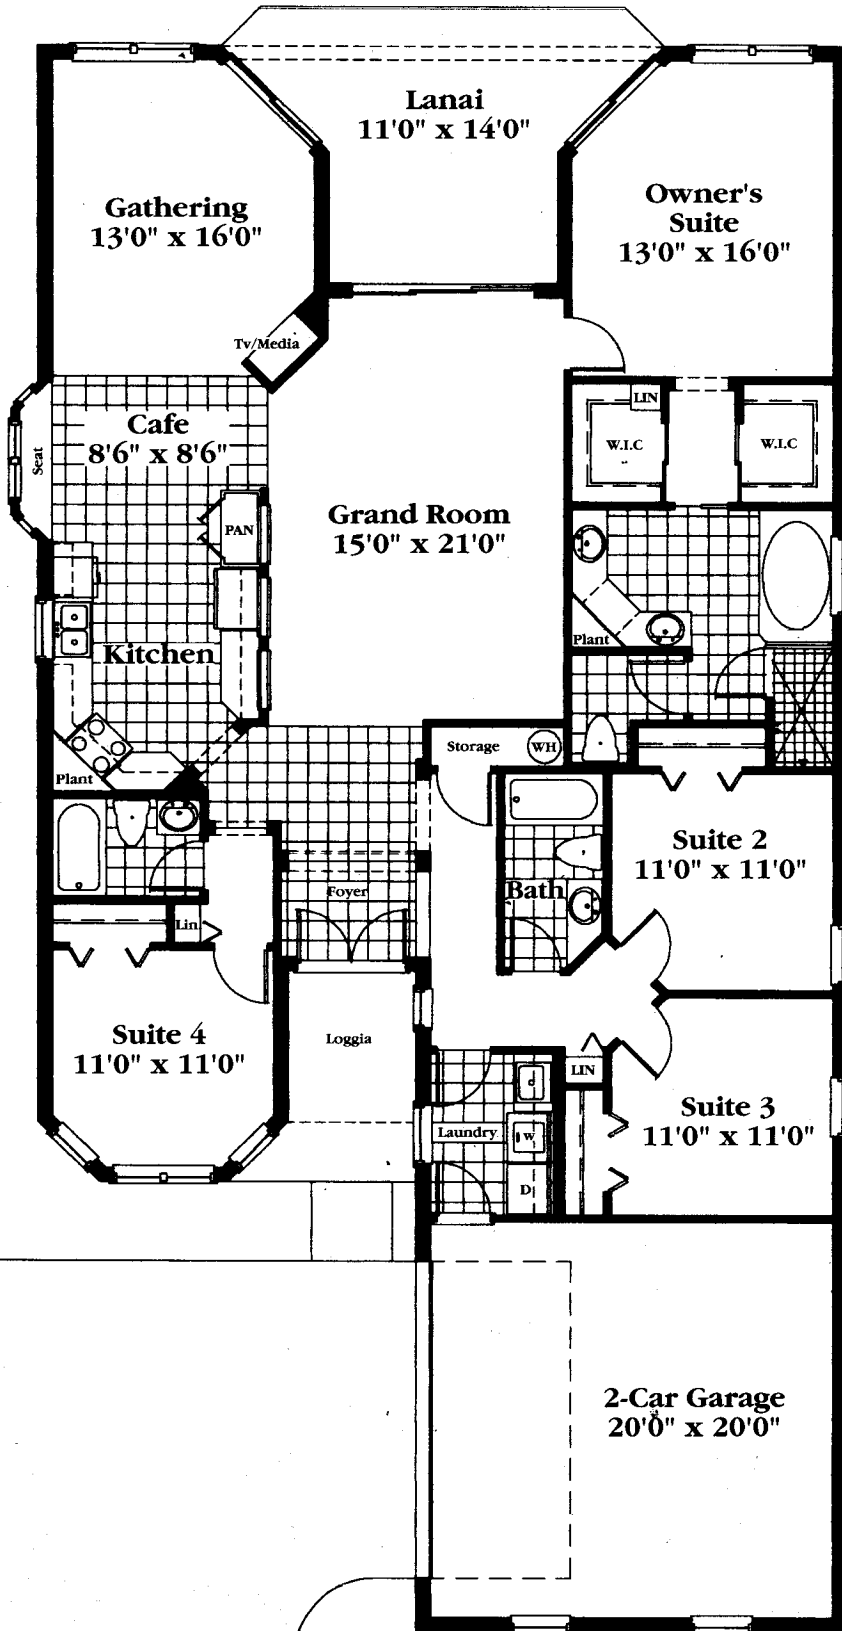 Lanai
11'0" x 14'0"
Gathering
13'0" x 16'0"
Owner's
Suite
13'0" x 16'0"
Tv/Media
LIN
Cafe
8'6" x 8'6"
Seat
W.I.C
W.I.C
PAN
Grand Room
15'0" x 21'0"
Plant
Kitchen
Storage
WH
Plant
Suite 2
11'0" x 11'0"
Bath
Foyer
Lin.
Suite 4
11'0" x 11'0"
Loggia
LIN
Suite 3
11'0" x 11'0"
Laundry
W
D
2-Car Garage
20'0" x 20'0"